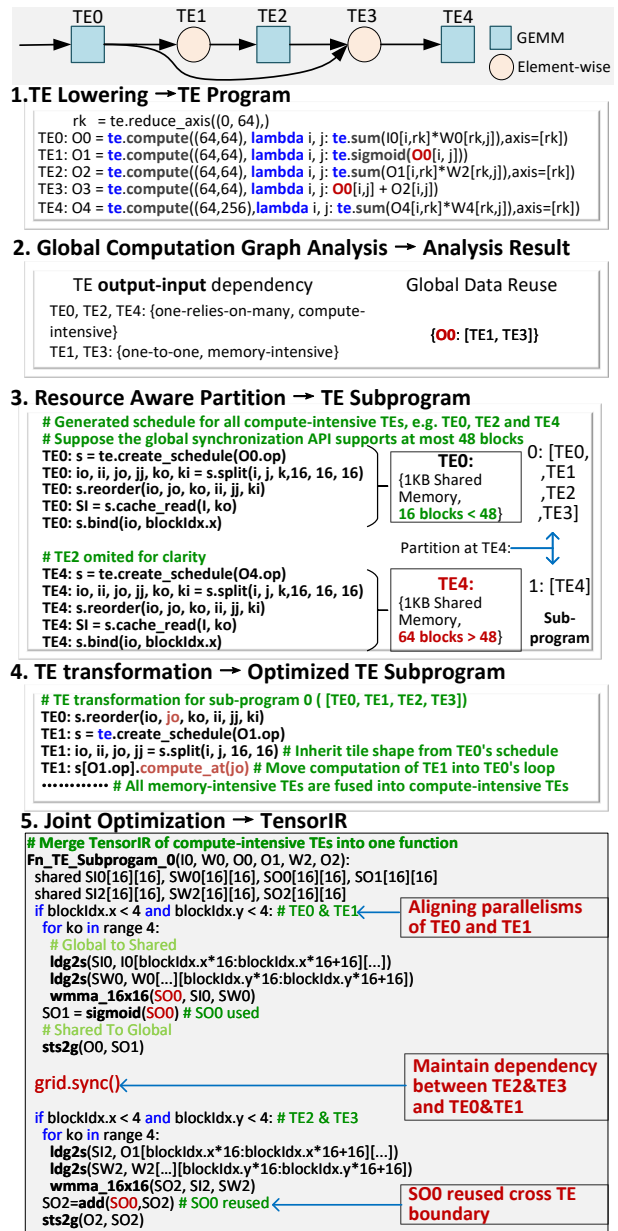 TE0 TE1 TE2 TE3 TE4
GEMM
Element-wise
1.TE Lowering → TE Program
rk = te.reduce_axis((0, 64),)
TE0: O0 = te.compute((64,64), lambda i, j: te.sum(I0[i,rk]*W0[rk,j]),axis=[rk])
TE1: O1 = te.compute((64,64), lambda i, j: te.sigmoid(O0[i, j]))
TE2: O2 = te.compute((64,64), lambda i, j: te.sum(O1[i,rk]*W2[rk,j]),axis=[rk])
TE3: O3 = te.compute((64,64), lambda i, j: O0[i,j] + O2[i,j])
TE4: O4 = te.compute((64,256),lambda i, j: te.sum(O4[i,rk]*W4[rk,j]),axis=[rk])
2. Global Computation Graph Analysis → Analysis Result
TE output-input dependency
TE0, TE2, TE4: {one-relies-on-many, compute-
intensive}
TE1, TE3: {one-to-one, memory-intensive}
Global Data Reuse
{O0: [TE1, TE3]}
3. Resource Aware Partition → TE Subprogram
# Generated schedule for all compute-intensive TEs, e.g. TE0, TE2 and TE4
# Suppose the global synchronization API supports at most 48 blocks
TE0: s = te.create_schedule(O0.op)
TE0: io, ii, jo, jj, ko, ki = s.split(i, j, k,16, 16, 16)
TE0: s.reorder(io, jo, ko, ii, jj, ki)
TE0: SI = s.cache_read(I, ko)
TE0: s.bind(io, blockIdx.x)
TE0:
{1KB Shared
Memory,
16 blocks < 48}
0: [TE0,
,TE1
,TE2
,TE3]
# TE2 omited for clarity
TE4: s = te.create_schedule(O4.op)
TE4: io, ii, jo, jj, ko, ki = s.split(i, j, k,16, 16, 16)
TE4: s.reorder(io, jo, ko, ii, jj, ki)
TE4: SI = s.cache_read(I, ko)
TE4: s.bind(io, blockIdx.x)
Partition at TE4:
TE4:
{1KB Shared
Memory,
64 blocks > 48}
1: [TE4]
Sub-
program
4. TE transformation → Optimized TE Subprogram
# TE transformation for sub-program 0 ( [TE0, TE1, TE2, TE3])
TE0: s.reorder(io, jo, ko, ii, jj, ki)
TE1: s = te.create_schedule(O1.op)
TE1: io, ii, jo, jj = s.split(i, j, 16, 16) # Inherit tile shape from TE0's schedule
TE1: s[O1.op].compute_at(jo) # Move computation of TE1 into TE0's loop
............ # All memory-intensive TEs are fused into compute-intensive TEs
5. Joint Optimization → TensorIR
# Merge TensorIR of compute-intensive TEs into one function
Fn_TE_Subprogam_0(I0, W0, O0, O1, W2, O2):
shared SI0[16][16], SW0[16][16], SO0[16][16], SO1[16][16]
shared SI2[16][16], SW2[16][16], SO2[16][16]
if blockIdx.x < 4 and blockIdx.y < 4: # TE0 & TE1
for ko in range 4:
# Global to Shared
ldg2s(SI0, I0[blockIdx.x*16:blockIdx.x*16+16][...])
ldg2s(SW0, W0[...][blockIdx.y*16:blockIdx.y*16+16])
wmma_16x16(SO0, SI0, SW0)
SO1 = sigmoid(SO0) # SO0 used
# Shared To Global
sts2g(O0, SO1)
Aligning parallelisms
of TE0 and TE1
grid.sync()
Maintain dependency
between TE2&TE3
and TE0&TE1
if blockIdx.x < 4 and blockIdx.y < 4: # TE2 & TE3
for ko in range 4:
ldg2s(SI2, O1[blockIdx.x*16:blockIdx.x*16+16][...])
ldg2s(SW2, W2[...][blockIdx.y*16:blockIdx.y*16+16])
wmma_16x16(SO2, SI2, SW2)
SO2=add(SO0,SO2) # SO0 reused
sts2g(O2, SO2)
SO0 reused cross TE
boundary